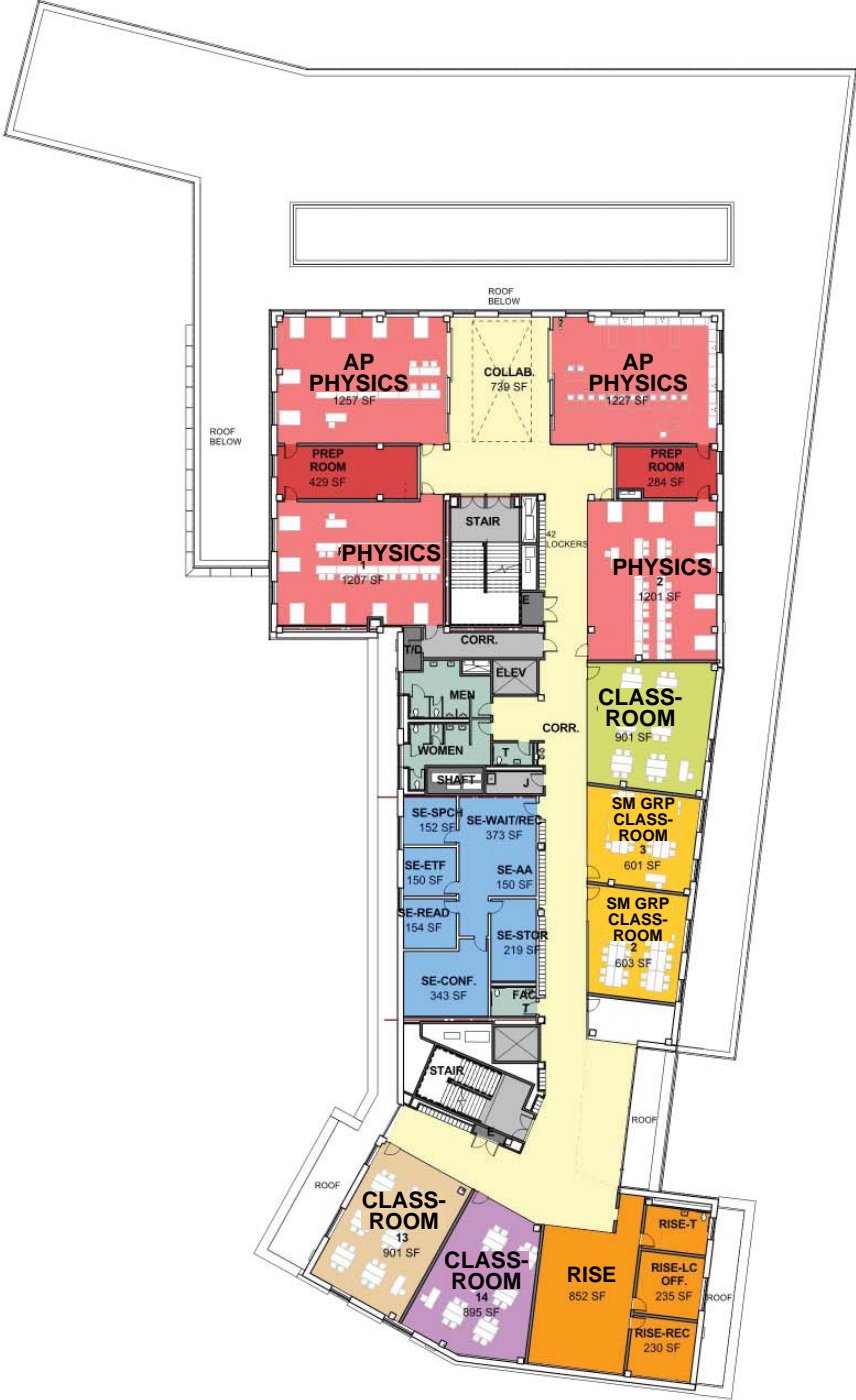 ROOF
BELOW
AP
PHYSICS
1257 SF
COLLAB.
739 SF
AP
PHYSICS
1227 SF
ROOF
BELOW
PREP
ROOM
429 SF
PREP
ROOM
284 SF
STAIR
42
LOCKERS
PHYSICS
1
1207 SF
PHYSICS
2
1201 SF
E
CORR.
T/D
ELEV
MEN
CLASS-
ROOM
901 SF
CORR.
WOMEN
T
SHAFT
J
SE-SPCH
152 SF
SE-WAIT/REC
373 SF
SM GRP
CLASS-
ROOM
3
601 SF
SE-ETF
150 SF
SE-AA
150 SF
SE-READ
154 SF
SM GRP
CLASS-
ROOM
2
603 SF
SE-STOR
219 SF
SE-CONF.
343 SF
FAC.
T
STAIR
E
ROOF
ROOF
CLASS-
ROOM
13
901 SF
RISE-T
CLASS-
ROOM
14
895 SF
RISE
852 SF
RISE-LC
OFF.
235 SF
ROOF
RISE-REC
230 SF